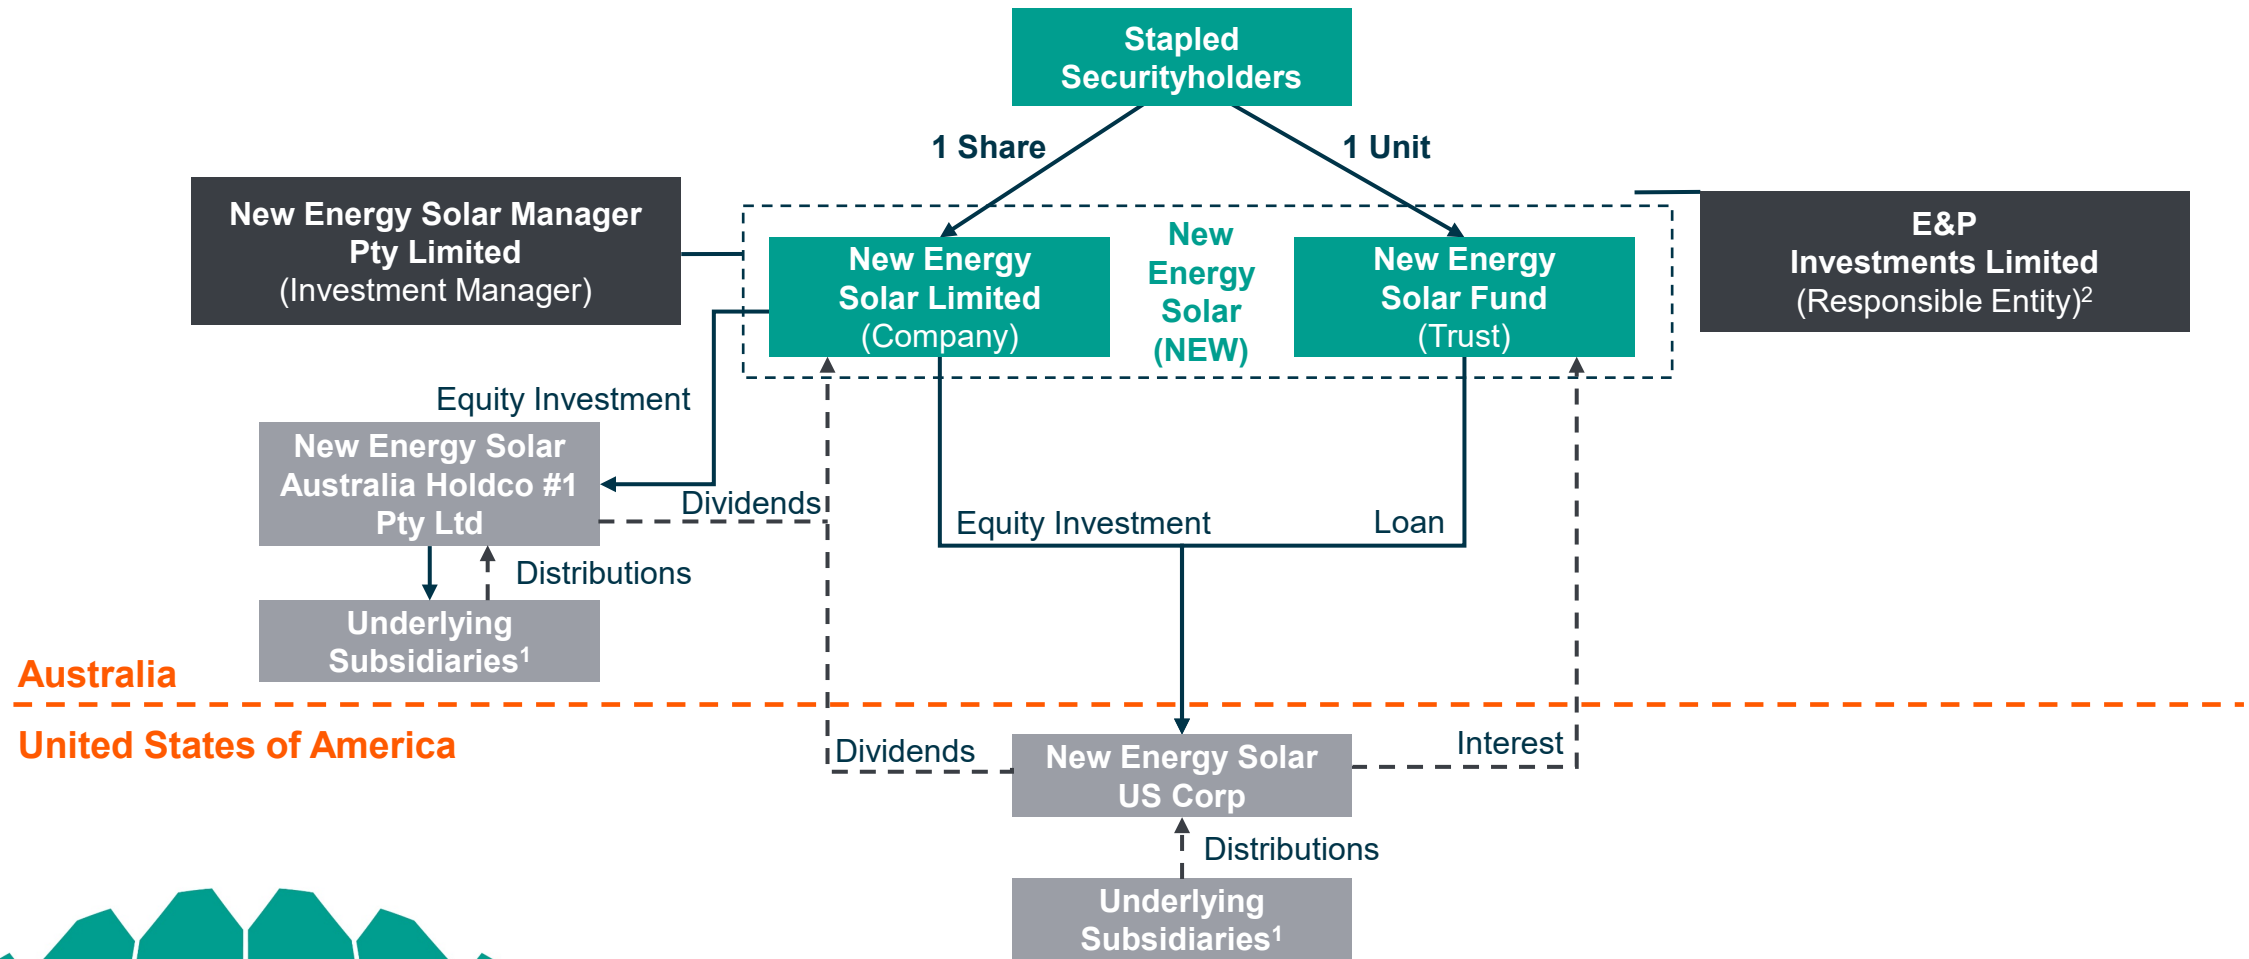 Stapled
Securityholders
1 Share
1 Unit
New Energy Solar Manager
Pty Limited
(Investment Manager)
New Energy
Solar Limited
(Company)
New
Energy
Solar
(NEW)
New Energy
Solar Fund
(Trust)
E&P
Investments Limited
(Responsible Entity)²
Equity Investment
New Energy Solar
Australia Holdco #1
Pty Ltd
Dividends
Equity Investment
Loan
Distributions
Underlying
Subsidiaries¹
Australia
United States of America
Dividends
New Energy Solar
US Corp
Interest
Distributions
Underlying
Subsidiaries¹